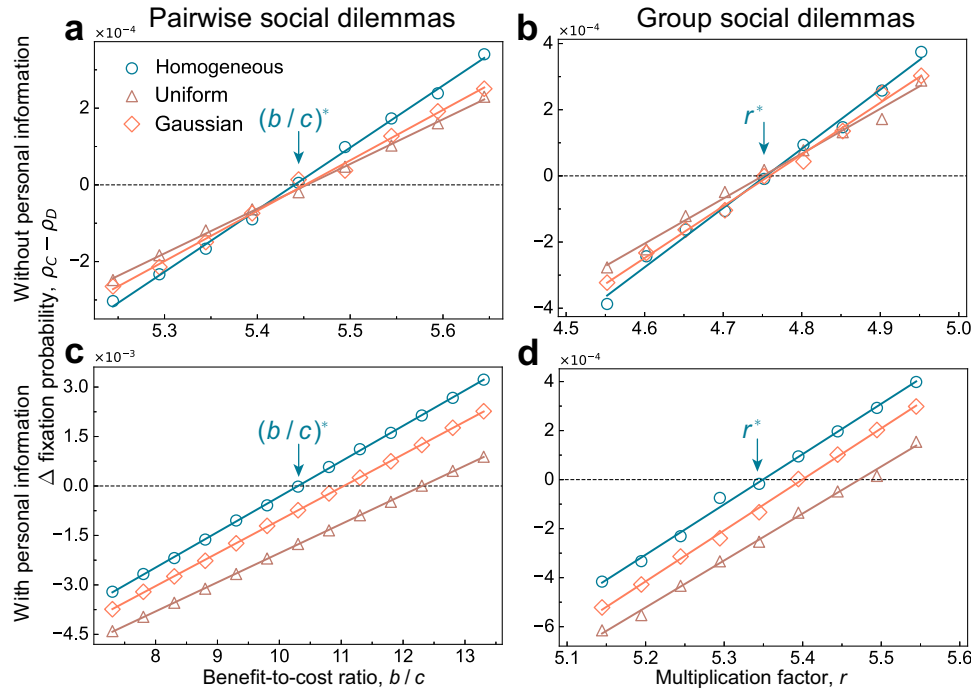 Pairwise social dilemmas
Group social dilemmas
Without personal information
With personal information
Δ fixation probability, ρC − ρD
a
×10⁻⁴
Homogeneous
Uniform
Gaussian
(b / c)*
2
0
−2
5.3 5.4 5.5 5.6
b
×10⁻⁴
r*
4
2
0
−2
−4
4.5 4.6 4.7 4.8 4.9 5.0
c
×10⁻³
(b / c)*
3.0
1.5
0.0
-1.5
-3.0
-4.5
8 9 10 11 12 13
Benefit-to-cost ratio, b / c
d
×10⁻⁴
r*
4
2
0
−2
−4
−6
5.1 5.2 5.3 5.4 5.5 5.6
Multiplication factor, r